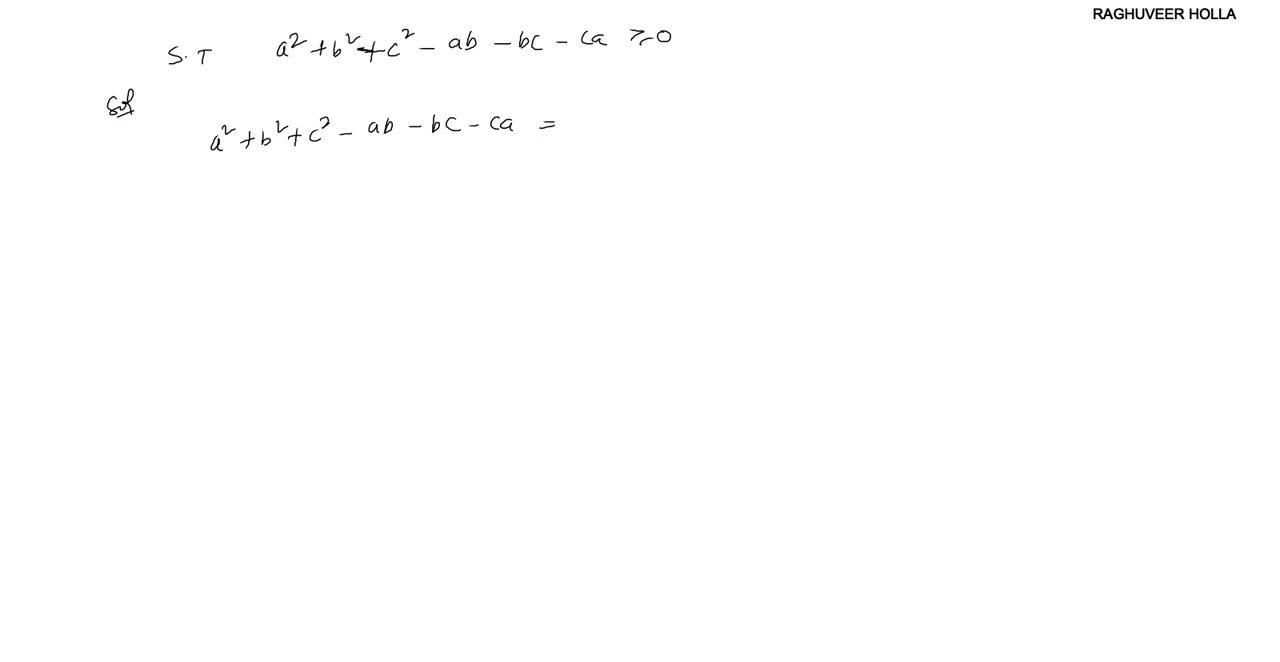 RAGHUVEER HOLLA
S.T a² + b² + c² - ab - bc - ca ≥ 0
Sol
a² + b² + c² - ab - bc - ca =